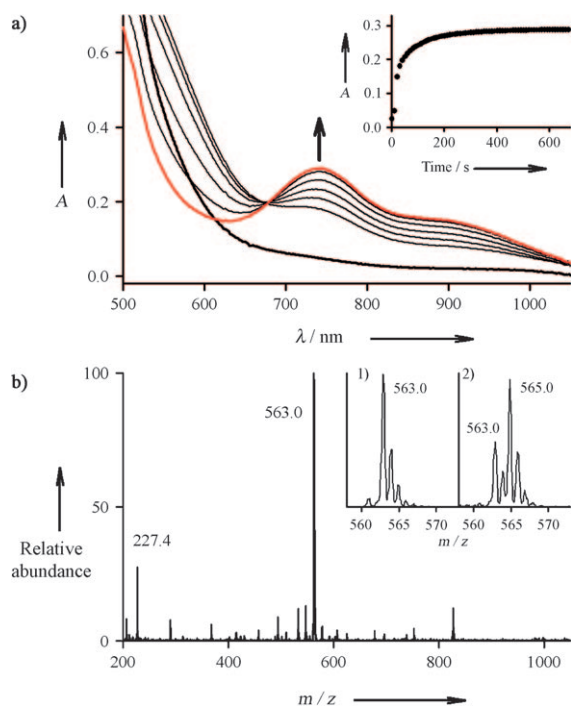 a)
0.6
0.4
A
0.2
0.0
500 600 700 800 900 1000
λ / nm
0.3
0.2
A
0.1
0.0
0 200 400 600
Time / s
b)
100
50
0
Relative
abundance
563.0
227.4
1)
563.0
560 565 570
2)
565.0
563.0
560 565 570
m / z
200 400 600 800 1000
m / z